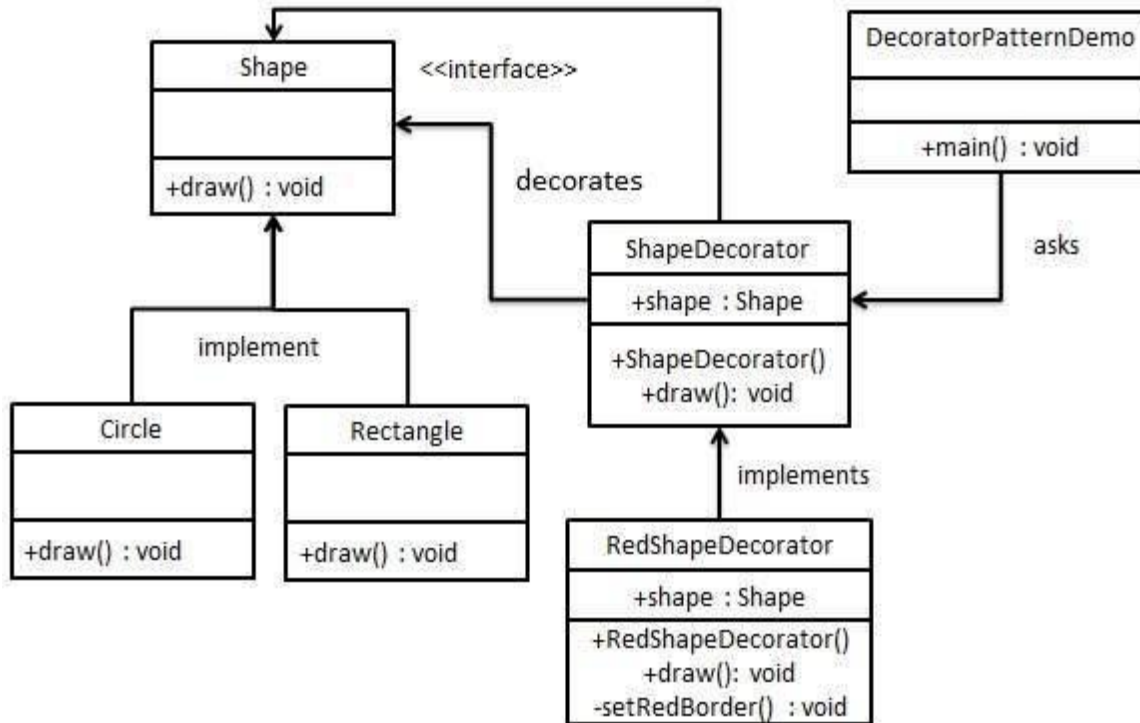 Shape
+draw() : void
<<interface>>
decorates
DecoratorPatternDemo
+main() : void
asks
ShapeDecorator
+shape : Shape
+ShapeDecorator()
+draw(): void
implement
Circle
+draw() : void
Rectangle
+draw() : void
implements
RedShapeDecorator
+shape : Shape
+RedShapeDecorator()
+draw(): void
-setRedBorder() : void